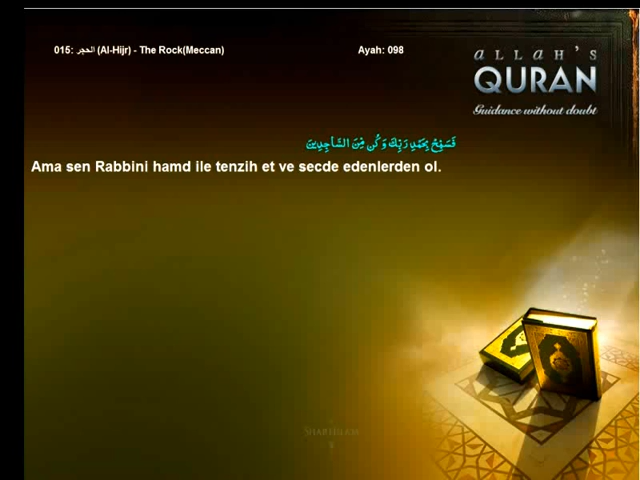 015: الحجر (Al-Hijr) - The Rock(Meccan) Ayah: 098
ALLAH'S
QURAN
Guidance without doubt
فَسَبِّحْ بِحَمْدِ رَبِّكَ وَكُن مِّنَ السَّاجِدِينَ
Ama sen Rabbini hamd ile tenzih et ve secde edenlerden ol.